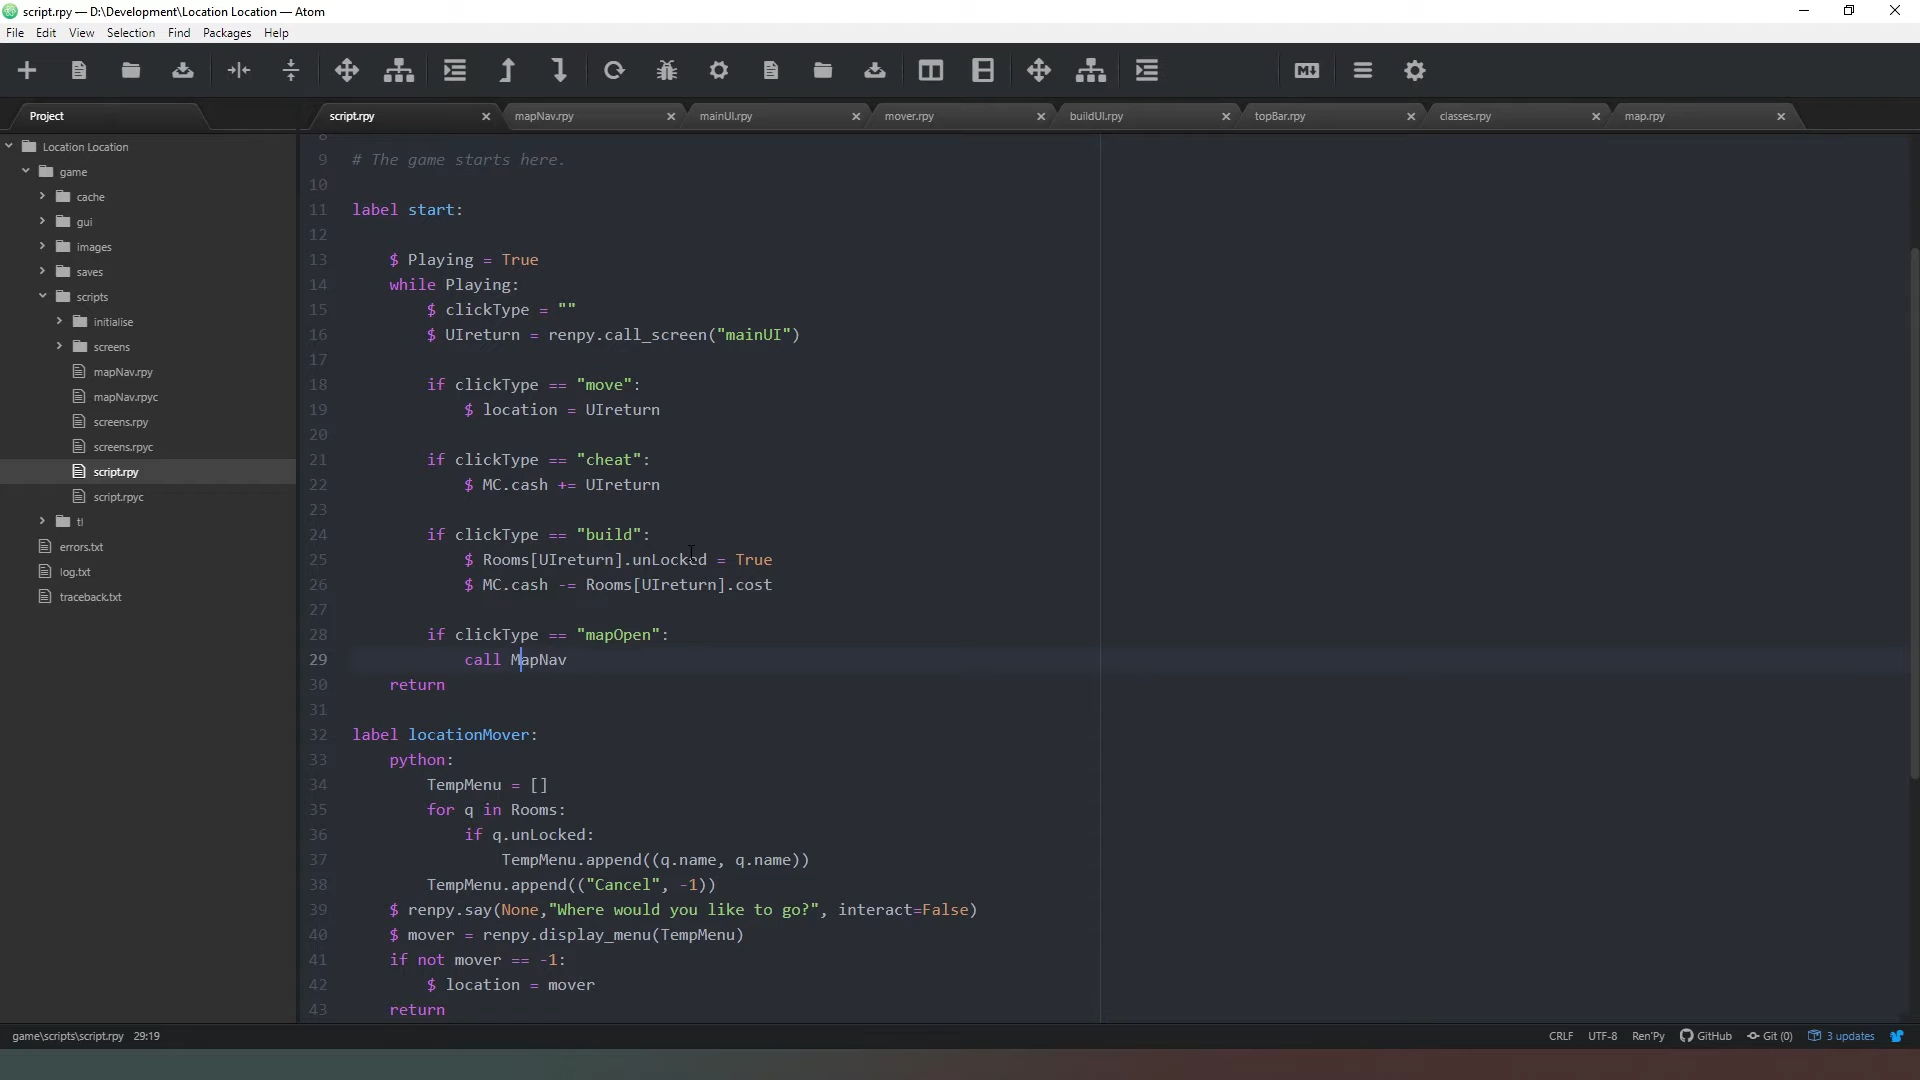 script.rpy — D:\Development\Location Location — Atom
File Edit View Selection Find Packages Help
Project
script.rpy
mapNav.rpy
mainUI.rpy
mover.rpy
buildUI.rpy
topBar.rpy
classes.rpy
map.rpy
Location Location
game
cache
gui
images
saves
scripts
initialise
screens
mapNav.rpy
mapNav.rpyc
screens.rpy
screens.rpyc
script.rpy
script.rpyc
tl
errors.txt
log.txt
traceback.txt
8
9 # The game starts here.
10
11 label start:
12
13 $ Playing = True
14 while Playing:
15 $ clickType = ""
16 $ UIreturn = renpy.call_screen("mainUI")
17
18 if clickType == "move":
19 $ location = UIreturn
20
21 if clickType == "cheat":
22 $ MC.cash += UIreturn
23
24 if clickType == "build":
25 $ Rooms[UIreturn].unLocked = True
26 $ MC.cash -= Rooms[UIreturn].cost
27
28 if clickType == "mapOpen":
29 call MapNav
30 return
31
32 label locationMover:
33 python:
34 TempMenu = []
35 for q in Rooms:
36 if q.unLocked:
37 TempMenu.append((q.name, q.name))
38 TempMenu.append(("Cancel", -1))
39 $ renpy.say(None,"Where would you like to go?", interact=False)
40 $ mover = renpy.display_menu(TempMenu)
41 if not mover == -1:
42 $ location = mover
43 return
game\scripts\script.rpy 29:19
CRLF UTF-8 Ren'Py GitHub Git (0) 3 updates